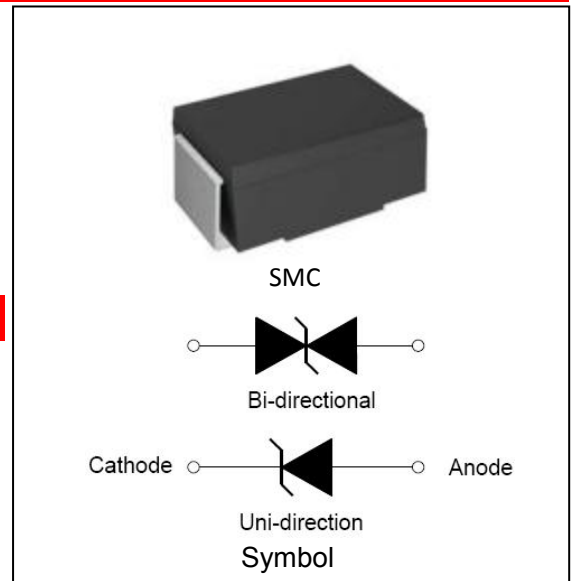 SMC
Bi-directional
Cathode Anode
Uni-direction
Symbol